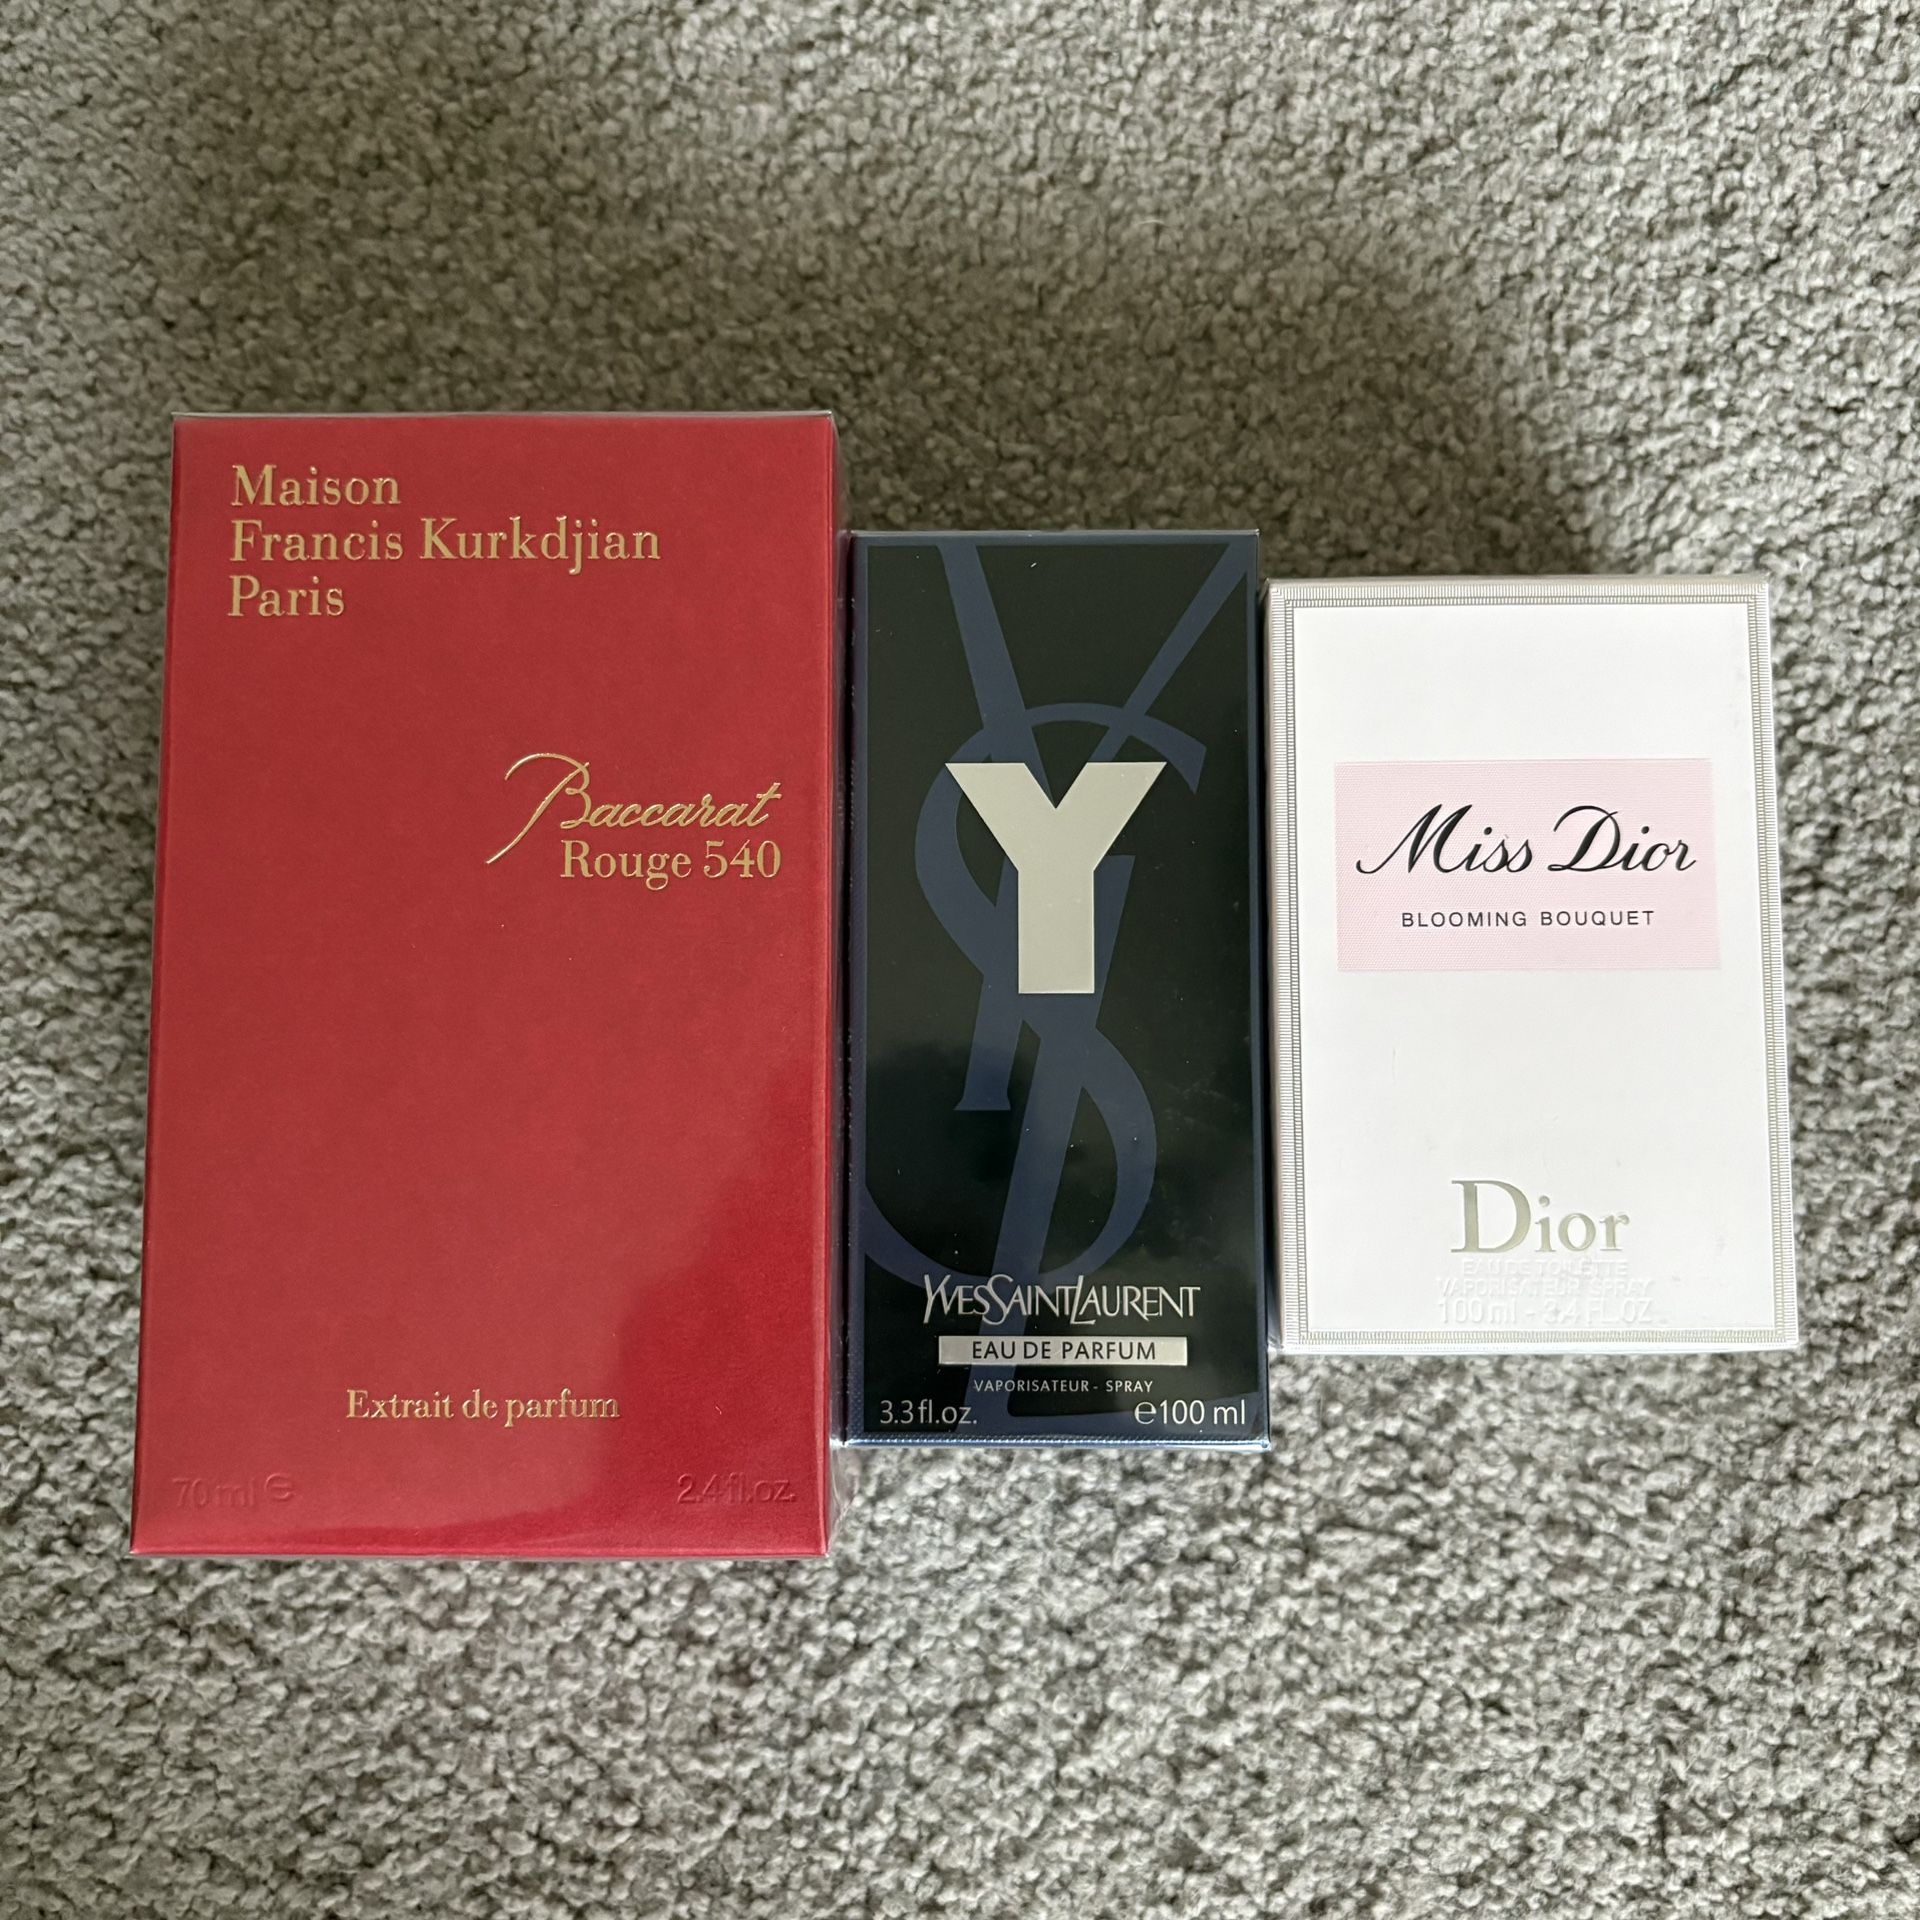 Maison
Francis Kurkdjian
Paris
Baccarat
Rouge 540
Extrait de parfum
70 ml e 2.4 fl.oz.
Y
YVESSAINTLAURENT
EAU DE PARFUM
VAPORISATEUR - SPRAY
3.3 fl.oz. e100 ml
Miss Dior
BLOOMING BOUQUET
Dior
EAU DE TOILETTE
VAPORISATEUR SPRAY
100 ml - 3.4 FL.OZ